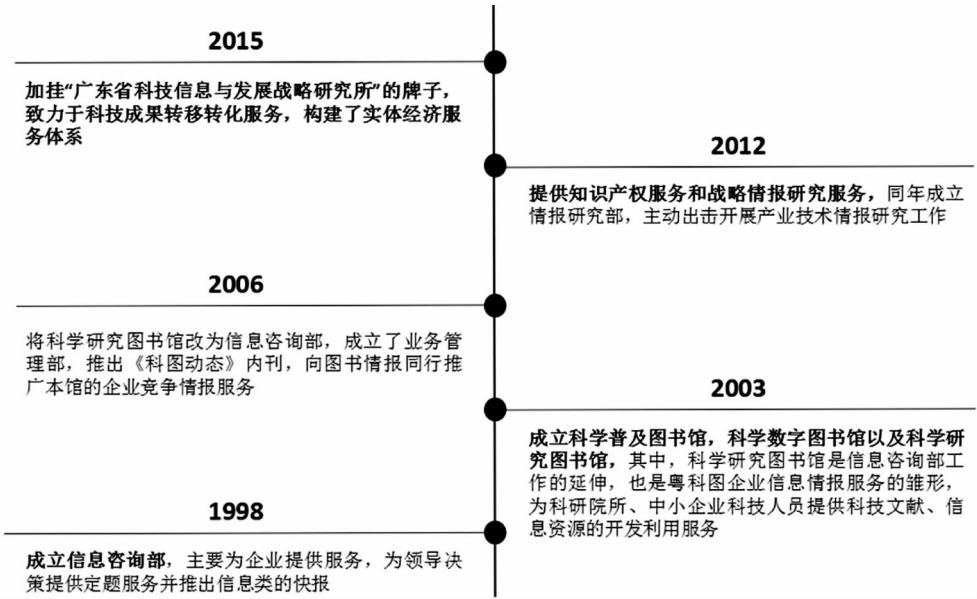 2015
加挂“广东省科技信息与发展战略研究所”的牌子，
致力于科技成果转移转化服务，构建了实体经济服
务体系
2012
提供知识产权服务和战略情报研究服务，同年成立
情报研究部，主动出击开展产业技术情报研究工作
2006
将科学研究图书馆改为信息咨询部，成立了业务管
理部，推出《科图动态》内刊，向图书情报同行推
广本馆的企业竞争情报服务
2003
成立科学普及图书馆，科学数字图书馆以及科学研
究图书馆，其中，科学研究图书馆是信息咨询部工
作的延伸，也是粤科图企业信息情报服务的雏形，
为科研院所、中小企业科技人员提供科技文献、信
息资源的开发利用服务
1998
成立信息咨询部，主要为企业提供服务，为领导决
策提供定题服务并推出信息类的快报